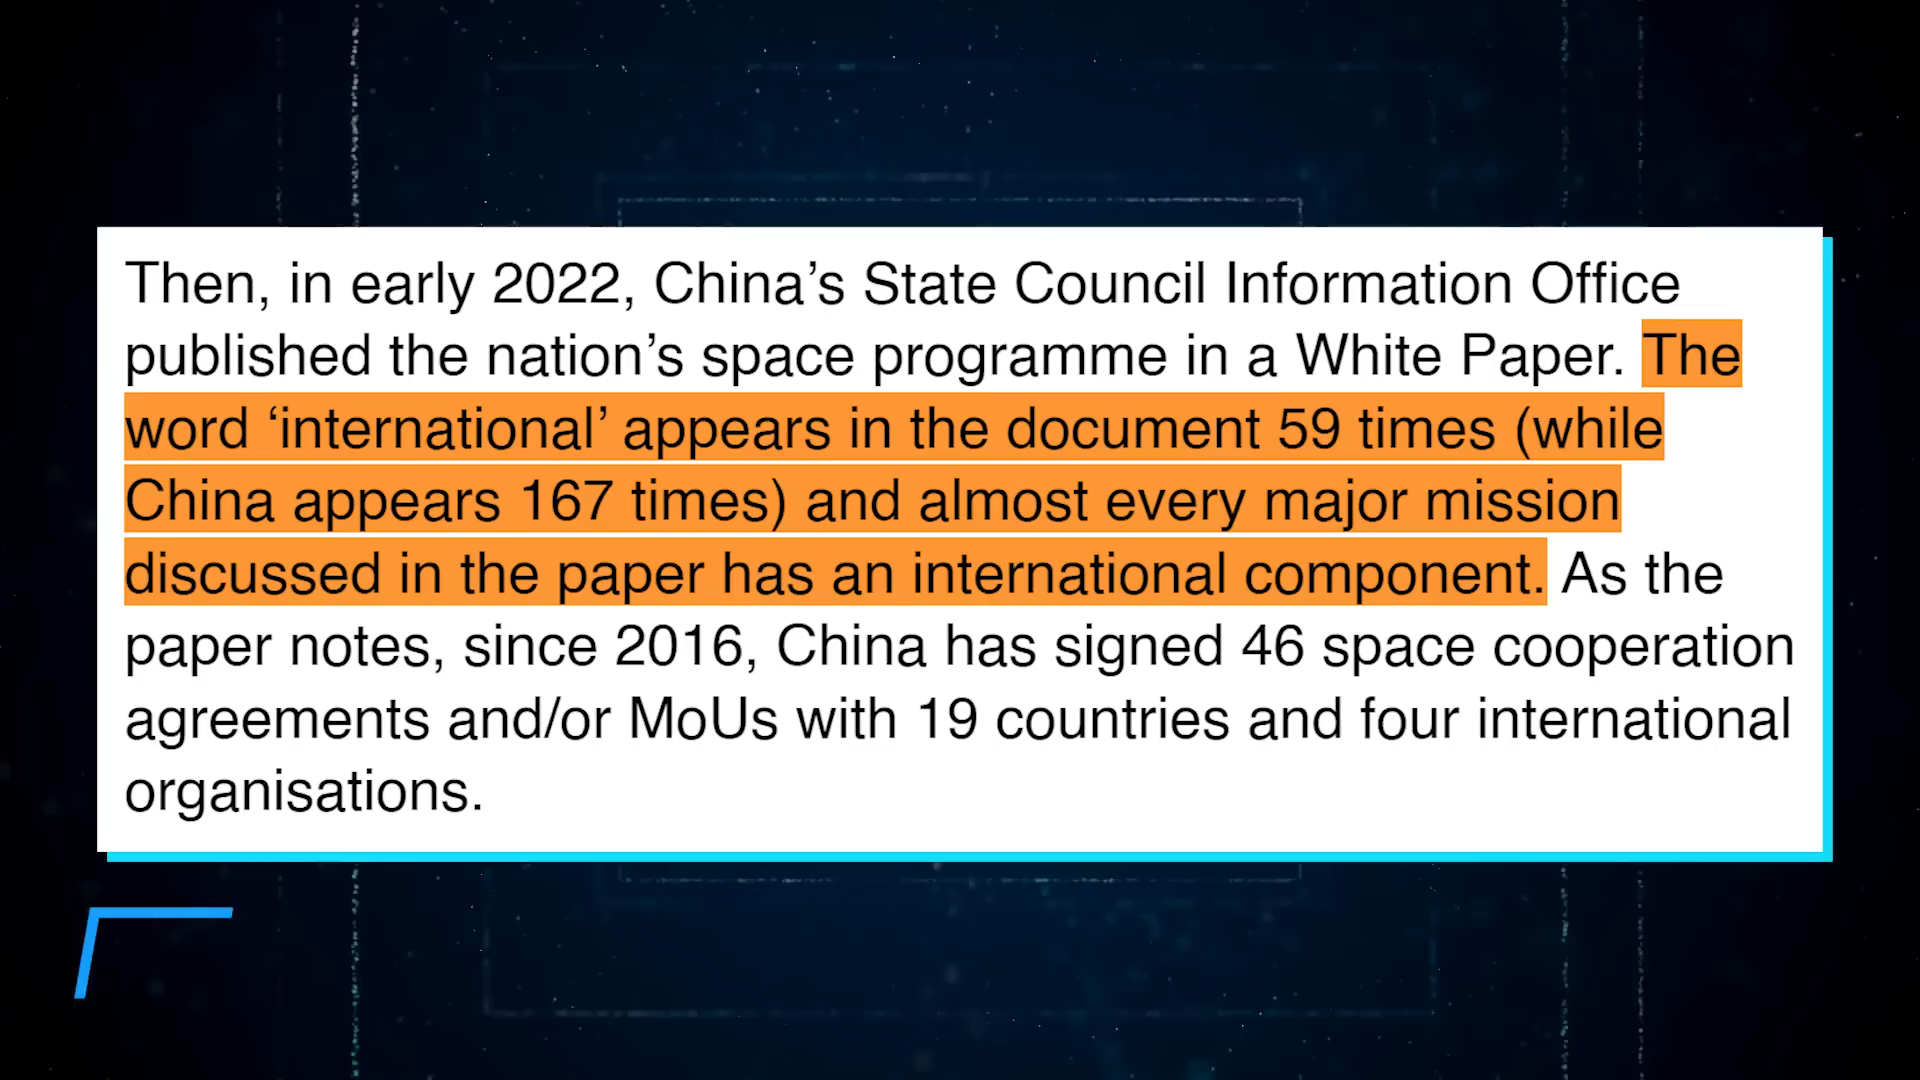 Then, in early 2022, China’s State Council Information Office
published the nation’s space programme in a White Paper. The
word ‘international’ appears in the document 59 times (while
China appears 167 times) and almost every major mission
discussed in the paper has an international component. As the
paper notes, since 2016, China has signed 46 space cooperation
agreements and/or MoUs with 19 countries and four international
organisations.